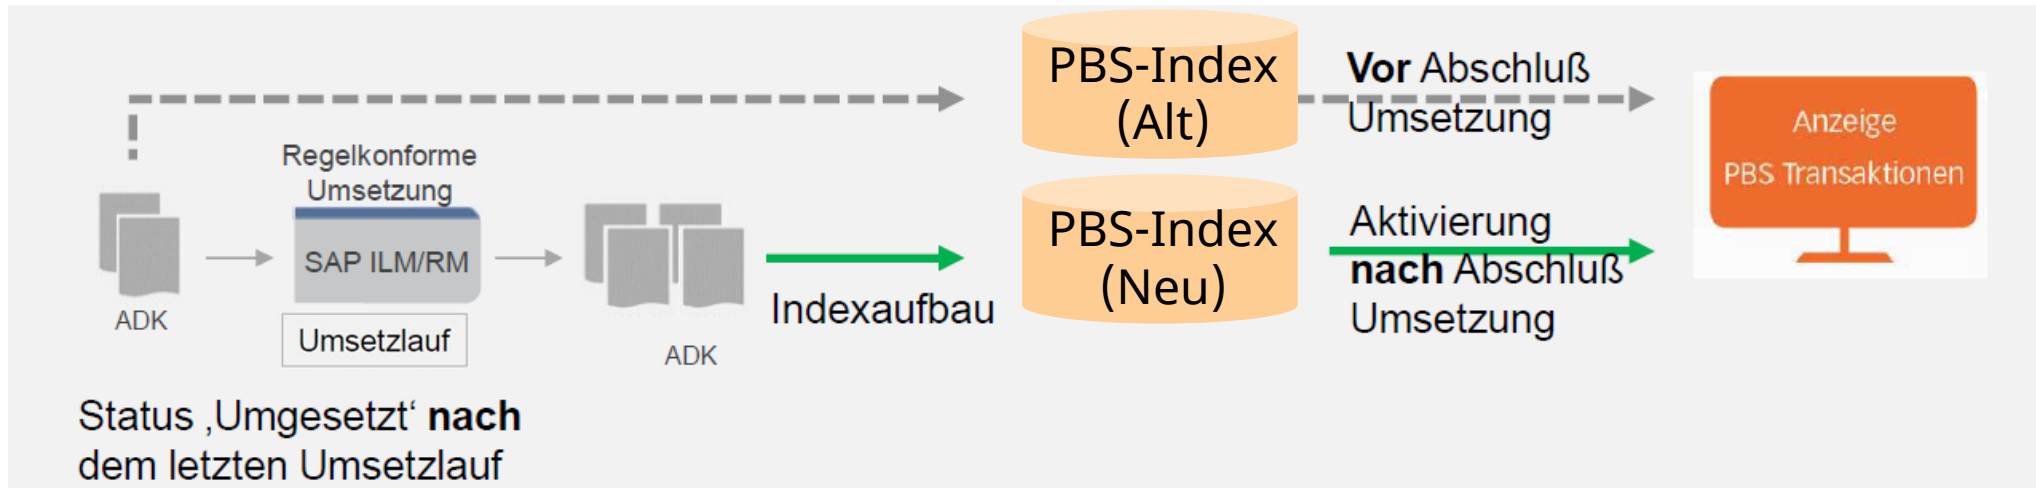 PBS-Index
(Alt)
Vor Abschluß
Umsetzung
Anzeige
PBS Transaktionen
Regelkonforme
Umsetzung
SAP ILM/RM
Umsetzlauf
ADK
ADK
Indexaufbau
PBS-Index
(Neu)
Aktivierung
nach Abschluß
Umsetzung
Status ‚Umgesetzt‘ nach
dem letzten Umsetzlauf